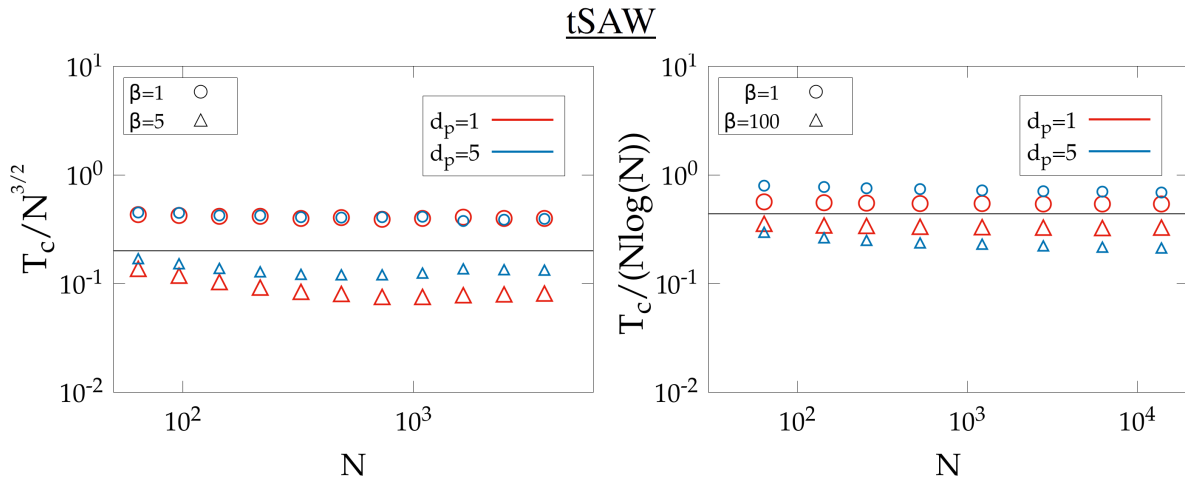 tSAW
T_c/N^{3/2}
10^1
10^0
10^{-1}
10^{-2}
β=1
β=5
d_p=1
d_p=5
10^2
10^3
N
T_c/(Nlog(N))
10^1
10^0
10^{-1}
10^{-2}
β=1
β=100
d_p=1
d_p=5
10^2
10^3
10^4
N